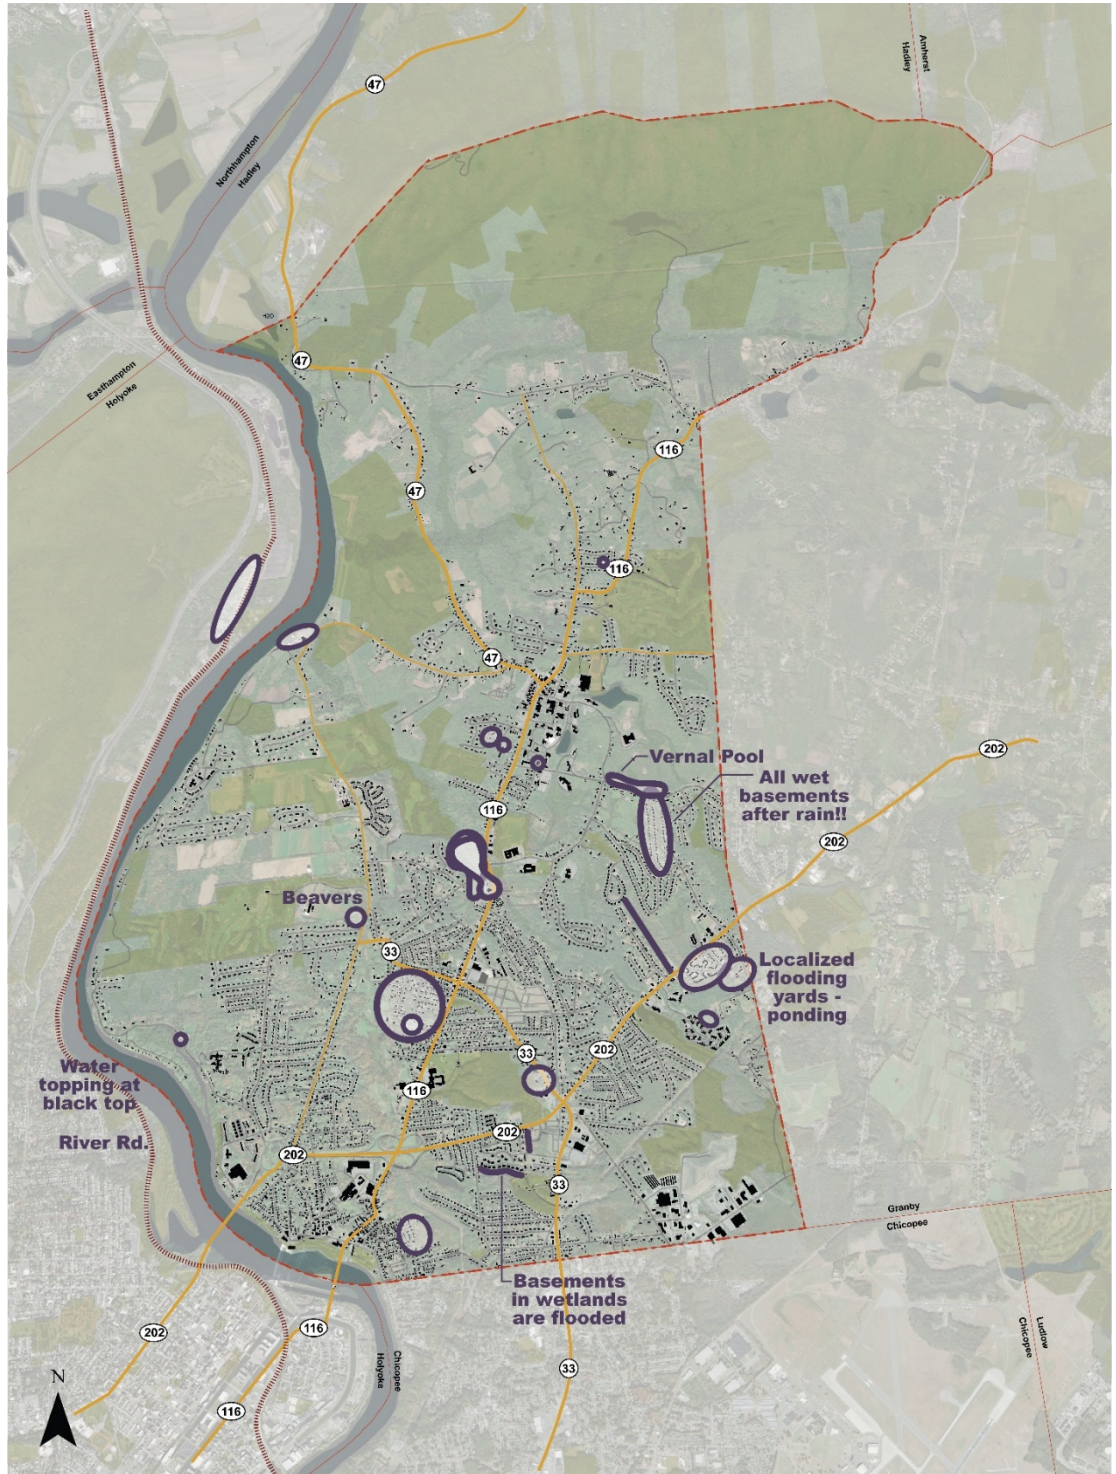 47
Amherst
Hadley
Northampton
Hadley
47
Easthampton
Holyoke
116
47
116
47
202
Vernal Pool
All wet
basements
after rain!!
116
202
Beavers
33
Localized
flooding
yards -
ponding
33
202
Water
topping at
black top
River Rd.
116
202
202
33
Granby
Chicopee
Basements
in wetlands
are flooded
202
116
33
Chicopee
Holyoke
Ludlow
Chicopee
N
116